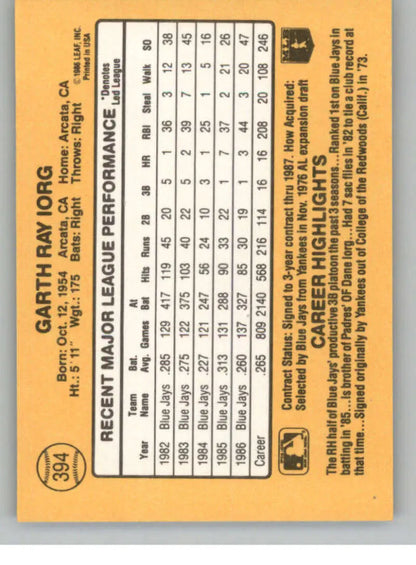 394
GARTH RAY IORG
Born: Oct. 12, 1954 Arcata, CA Home: Arcata, CA
Ht.: 5' 11" Wgt.: 175 Bats: Right Throws: Right
©1986 LEAF, INC.
Printed in USA
RECENT MAJOR LEAGUE PERFORMANCE *Denotes Led League
Year Team Name Bat. Avg. Games At Bat Hits Runs 2B 3B HR RBI Steal Walk SO
1982 Blue Jays .285 129 417 119 45 20 5 1 36 3 12 38
1983 Blue Jays .275 122 375 103 40 22 5 2 39 7 13 45
1984 Blue Jays .227 121 247 56 24 10 3 1 25 1 5 16
1985 Blue Jays .313 131 288 90 33 22 1 7 37 2 21 26
1986 Blue Jays .260 137 327 85 30 19 1 3 44 3 20 47
Career .265 809 2140 568 216 114 16 16 208 20 108 246
Contract Status: Signed to 3-year contract thru 1987. How Acquired:
Selected by Blue Jays from Yankees in Nov. 1976 AL expansion draft
CAREER HIGHLIGHTS
The RH half of Blue Jays' productive 3B platoon the past 3 seasons...Ranked 1st on Blue Jays in
batting in '85...is brother of Padres' OF Dane Iorg...Had 7 sac flies in '82 to tie a club record at
that time...Signed originally by Yankees out of College of the Redwoods (Calif.) in '73.
MLB